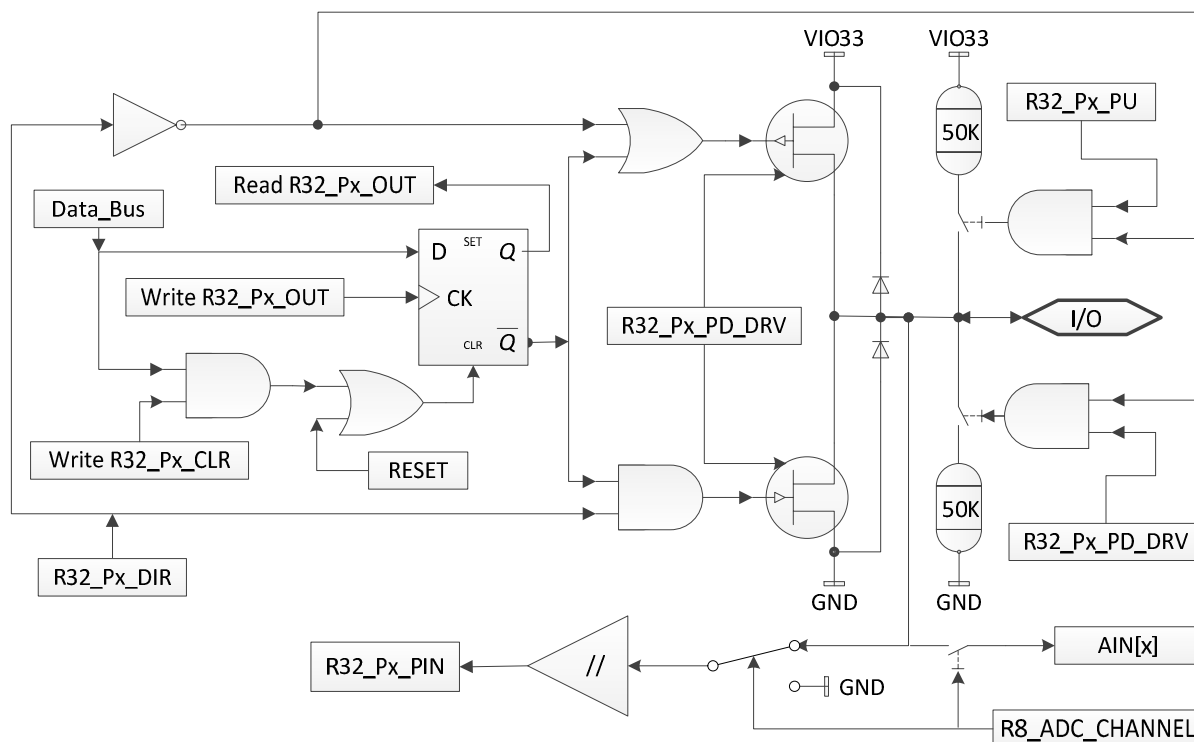 VIO33
VIO33
R32_Px_PU
50K
Read R32_Px_OUT
Data_Bus
D
SET
Q
Write R32_Px_OUT
CK
R32_Px_PD_DRV
I/O
CLR
Q
Write R32_Px_CLR
RESET
50K
R32_Px_PD_DRV
R32_Px_DIR
GND
GND
R32_Px_PIN
//
AIN[x]
GND
R8_ADC_CHANNEL